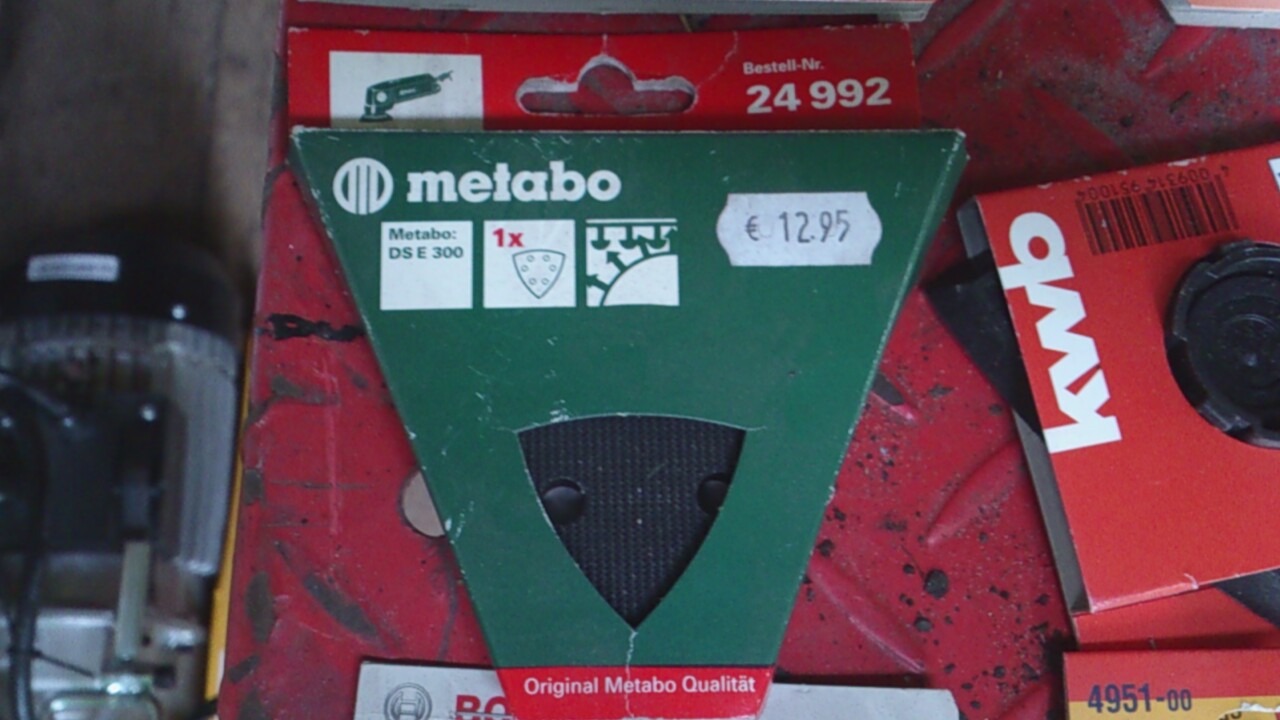 Bestell-Nr.
24 992
metabo
Metabo:
DS E 300
1x
€ 12.95
Original Metabo Qualität
kwb
4951-00